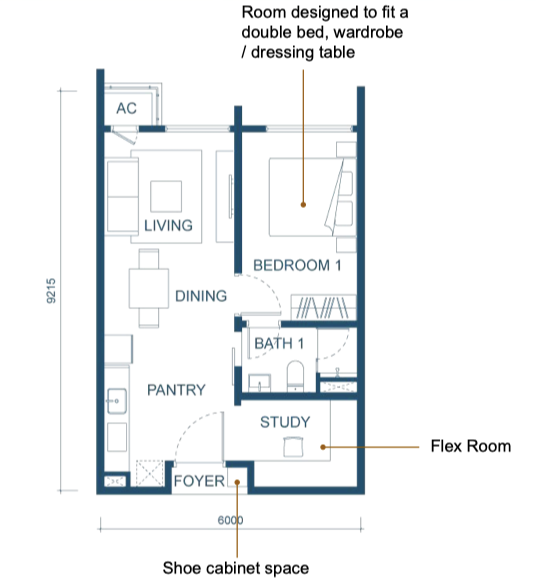 Room designed to fit a
double bed, wardrobe
/ dressing table
AC
LIVING
BEDROOM 1
9215
DINING
BATH 1
PANTRY
STUDY
Flex Room
FOYER
6000
Shoe cabinet space